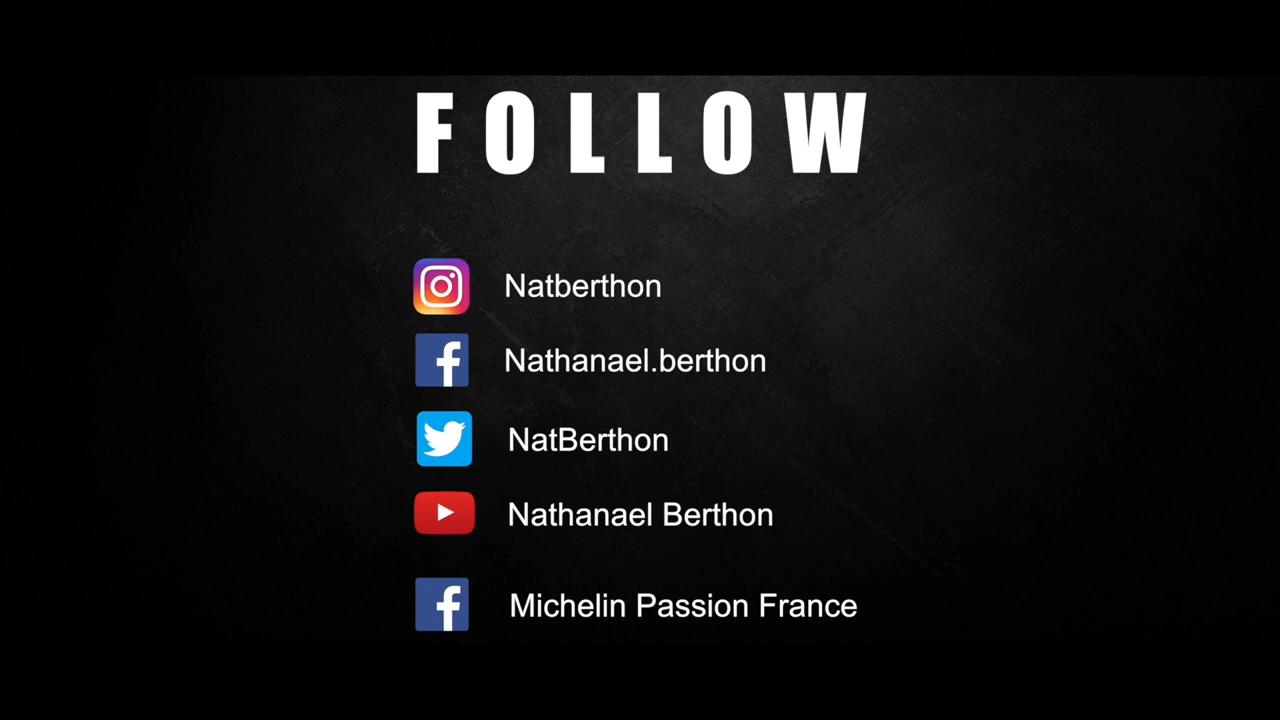 FOLLOW
Natberthon
Nathanael.berthon
NatBerthon
Nathanael Berthon
Michelin Passion France